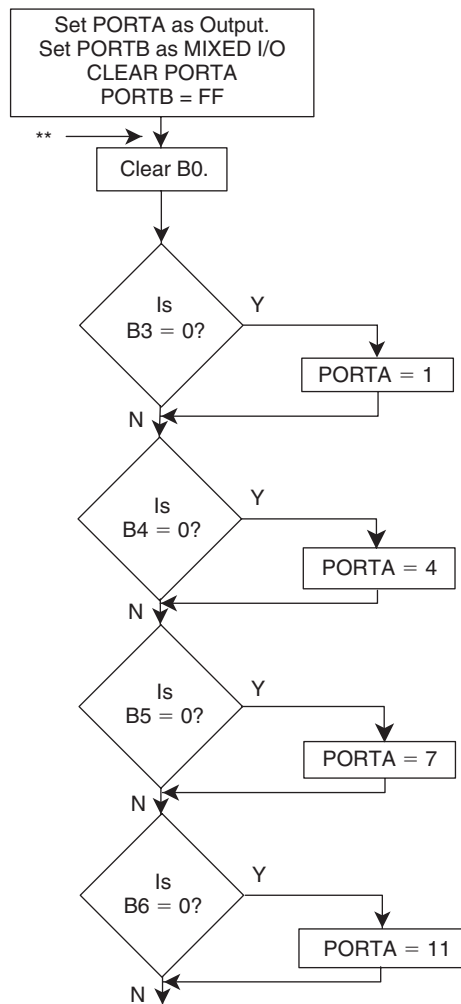 Set PORTA as Output.
Set PORTB as MIXED I/O
CLEAR PORTA
PORTB = FF
**
Clear B0.
Is
B3 = 0?
Y
PORTA = 1
N
Is
B4 = 0?
Y
PORTA = 4
N
Is
B5 = 0?
Y
PORTA = 7
N
Is
B6 = 0?
Y
PORTA = 11
N